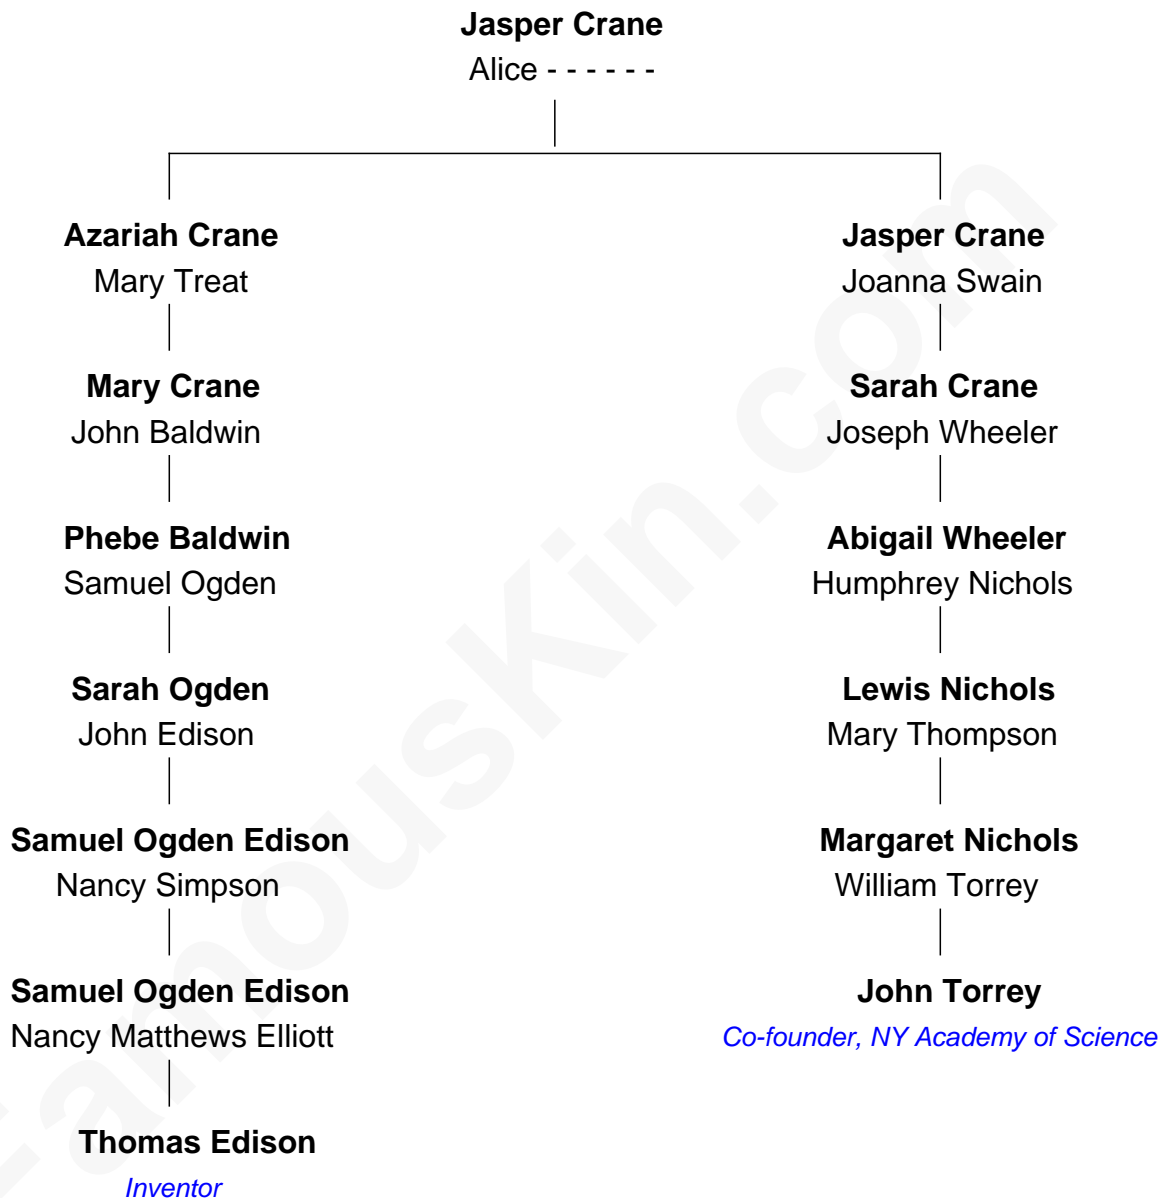 Jasper Crane
Alice - - - - - -
Azariah Crane
Mary Treat
Jasper Crane
Joanna Swain
Mary Crane
John Baldwin
Sarah Crane
Joseph Wheeler
Phebe Baldwin
Samuel Ogden
Abigail Wheeler
Humphrey Nichols
Sarah Ogden
John Edison
Lewis Nichols
Mary Thompson
Samuel Ogden Edison
Nancy Simpson
Margaret Nichols
William Torrey
Samuel Ogden Edison
Nancy Matthews Elliott
John Torrey
Co-founder, NY Academy of Science
Thomas Edison
Inventor
FamousKin.com